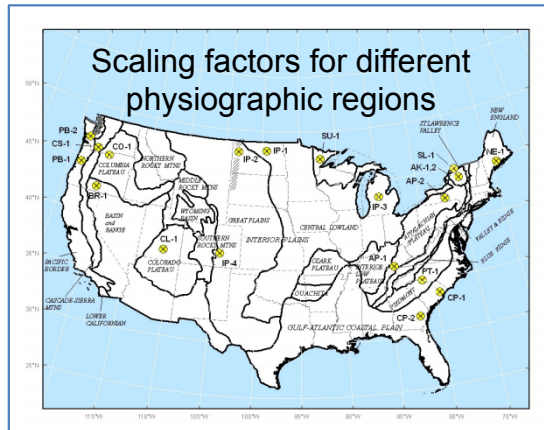 Scaling factors for different
physiographic regions
50°N
45°N
40°N
35°N
30°N
25°N
115°W
110°W
105°W
100°W
95°W
90°W
85°W
80°W
75°W
PB-2
CS-1
PB-1
CO-1
COLUMBIA
PLATEAU
NORTHERN
ROCKY MTNS
BR-1
MIDDLE
ROCKY MTNS
WYOMING
BASIN
BASIN
and
RANGE
CL-1
COLORADO
PLATEAU
SOUTHERN
ROCKY MTNS
IP-4
PACIFIC
BORDER
CASCADE-SIERRA
MTNS
LOWER
CALIFORNIAN
IP-2
IP-1
GREAT PLAINS
INTERIOR PLAINS
SU-1
CENTRAL LOWLAND
IP-3
OZARK
PLATEAU
OUACHITA
AP-1
INTERIOR
LOW
PLATEAU
GULF-ATLANTIC COASTAL PLAIN
ST.LAWRENCE
VALLEY
NEW
ENGLAND
SL-1
NE-1
AK-1,2
AP-2
APPALACHIAN
PLATEAU
VALLEY & RIDGE
BLUE RIDGE
PT-1
PIEDMONT
CP-1
CP-2